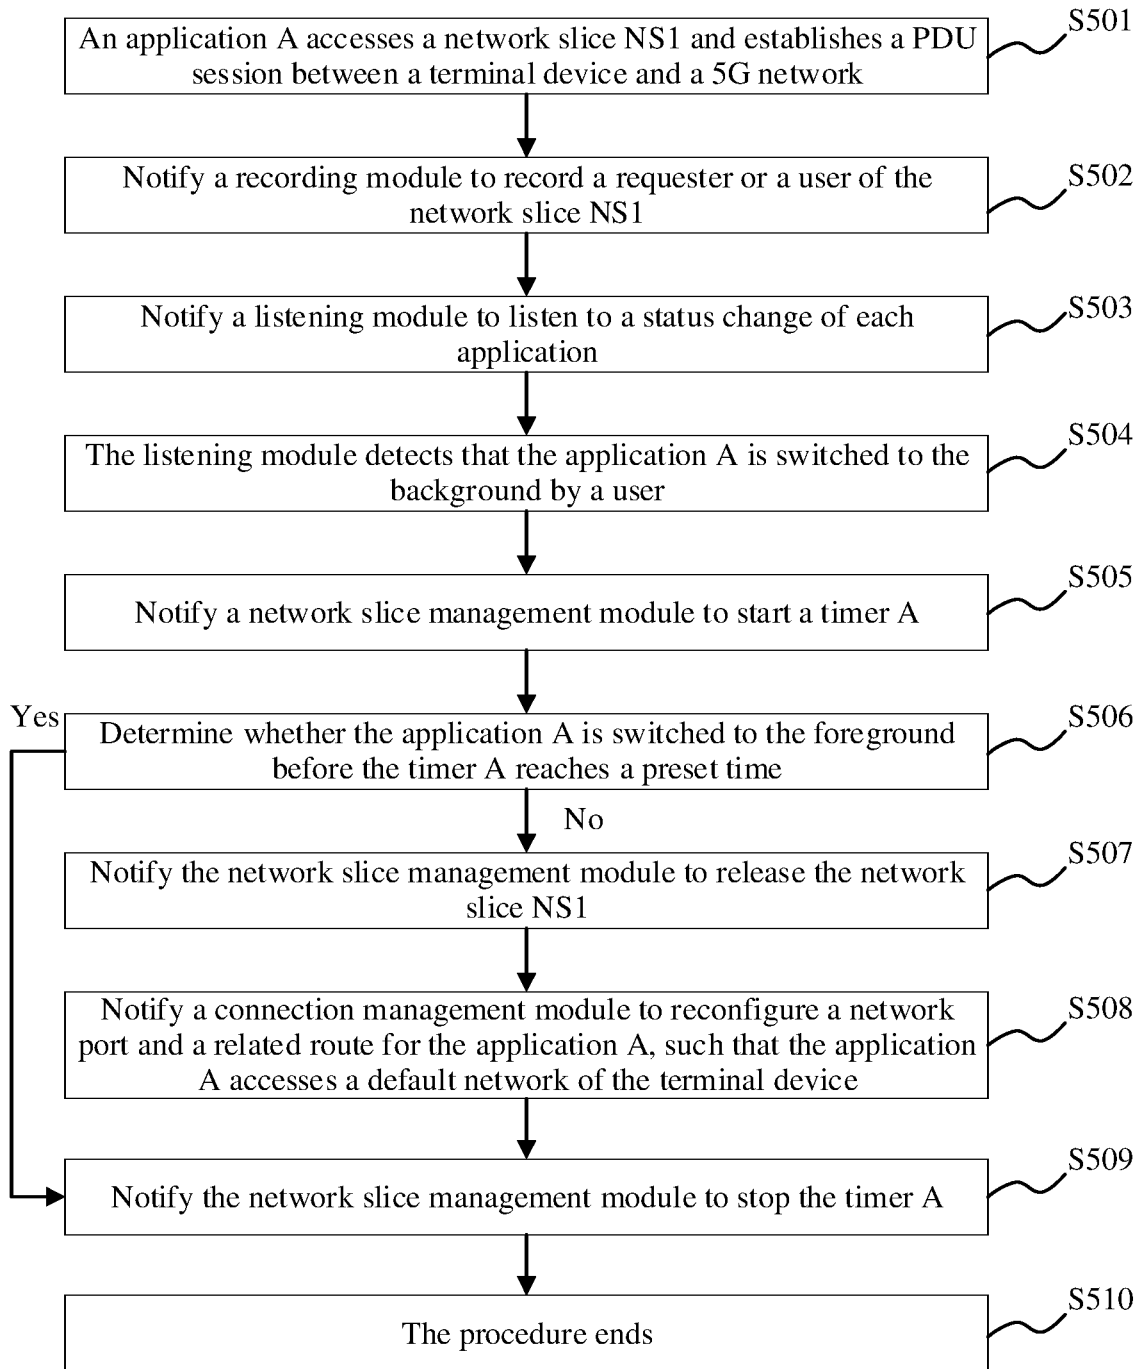 S501
An application A accesses a network slice NS1 and establishes a PDU
session between a terminal device and a 5G network
S502
Notify a recording module to record a requester or a user of the
network slice NS1
S503
Notify a listening module to listen to a status change of each
application
S504
The listening module detects that the application A is switched to the
background by a user
S505
Notify a network slice management module to start a timer A
S506
Yes
Determine whether the application A is switched to the foreground
before the timer A reaches a preset time
No
S507
Notify the network slice management module to release the network
slice NS1
S508
Notify a connection management module to reconfigure a network
port and a related route for the application A, such that the application
A accesses a default network of the terminal device
S509
Notify the network slice management module to stop the timer A
S510
The procedure ends